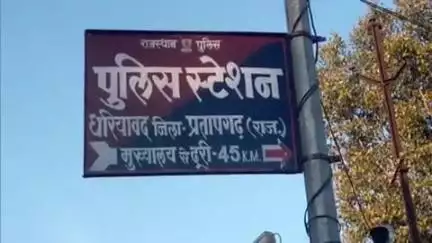 राजस्थान पुलिस
पुलिस स्टेशन
धरियावद जिला-प्रतापगढ़ (राज.)
मुख्यालय से दूरी-45 K.M.